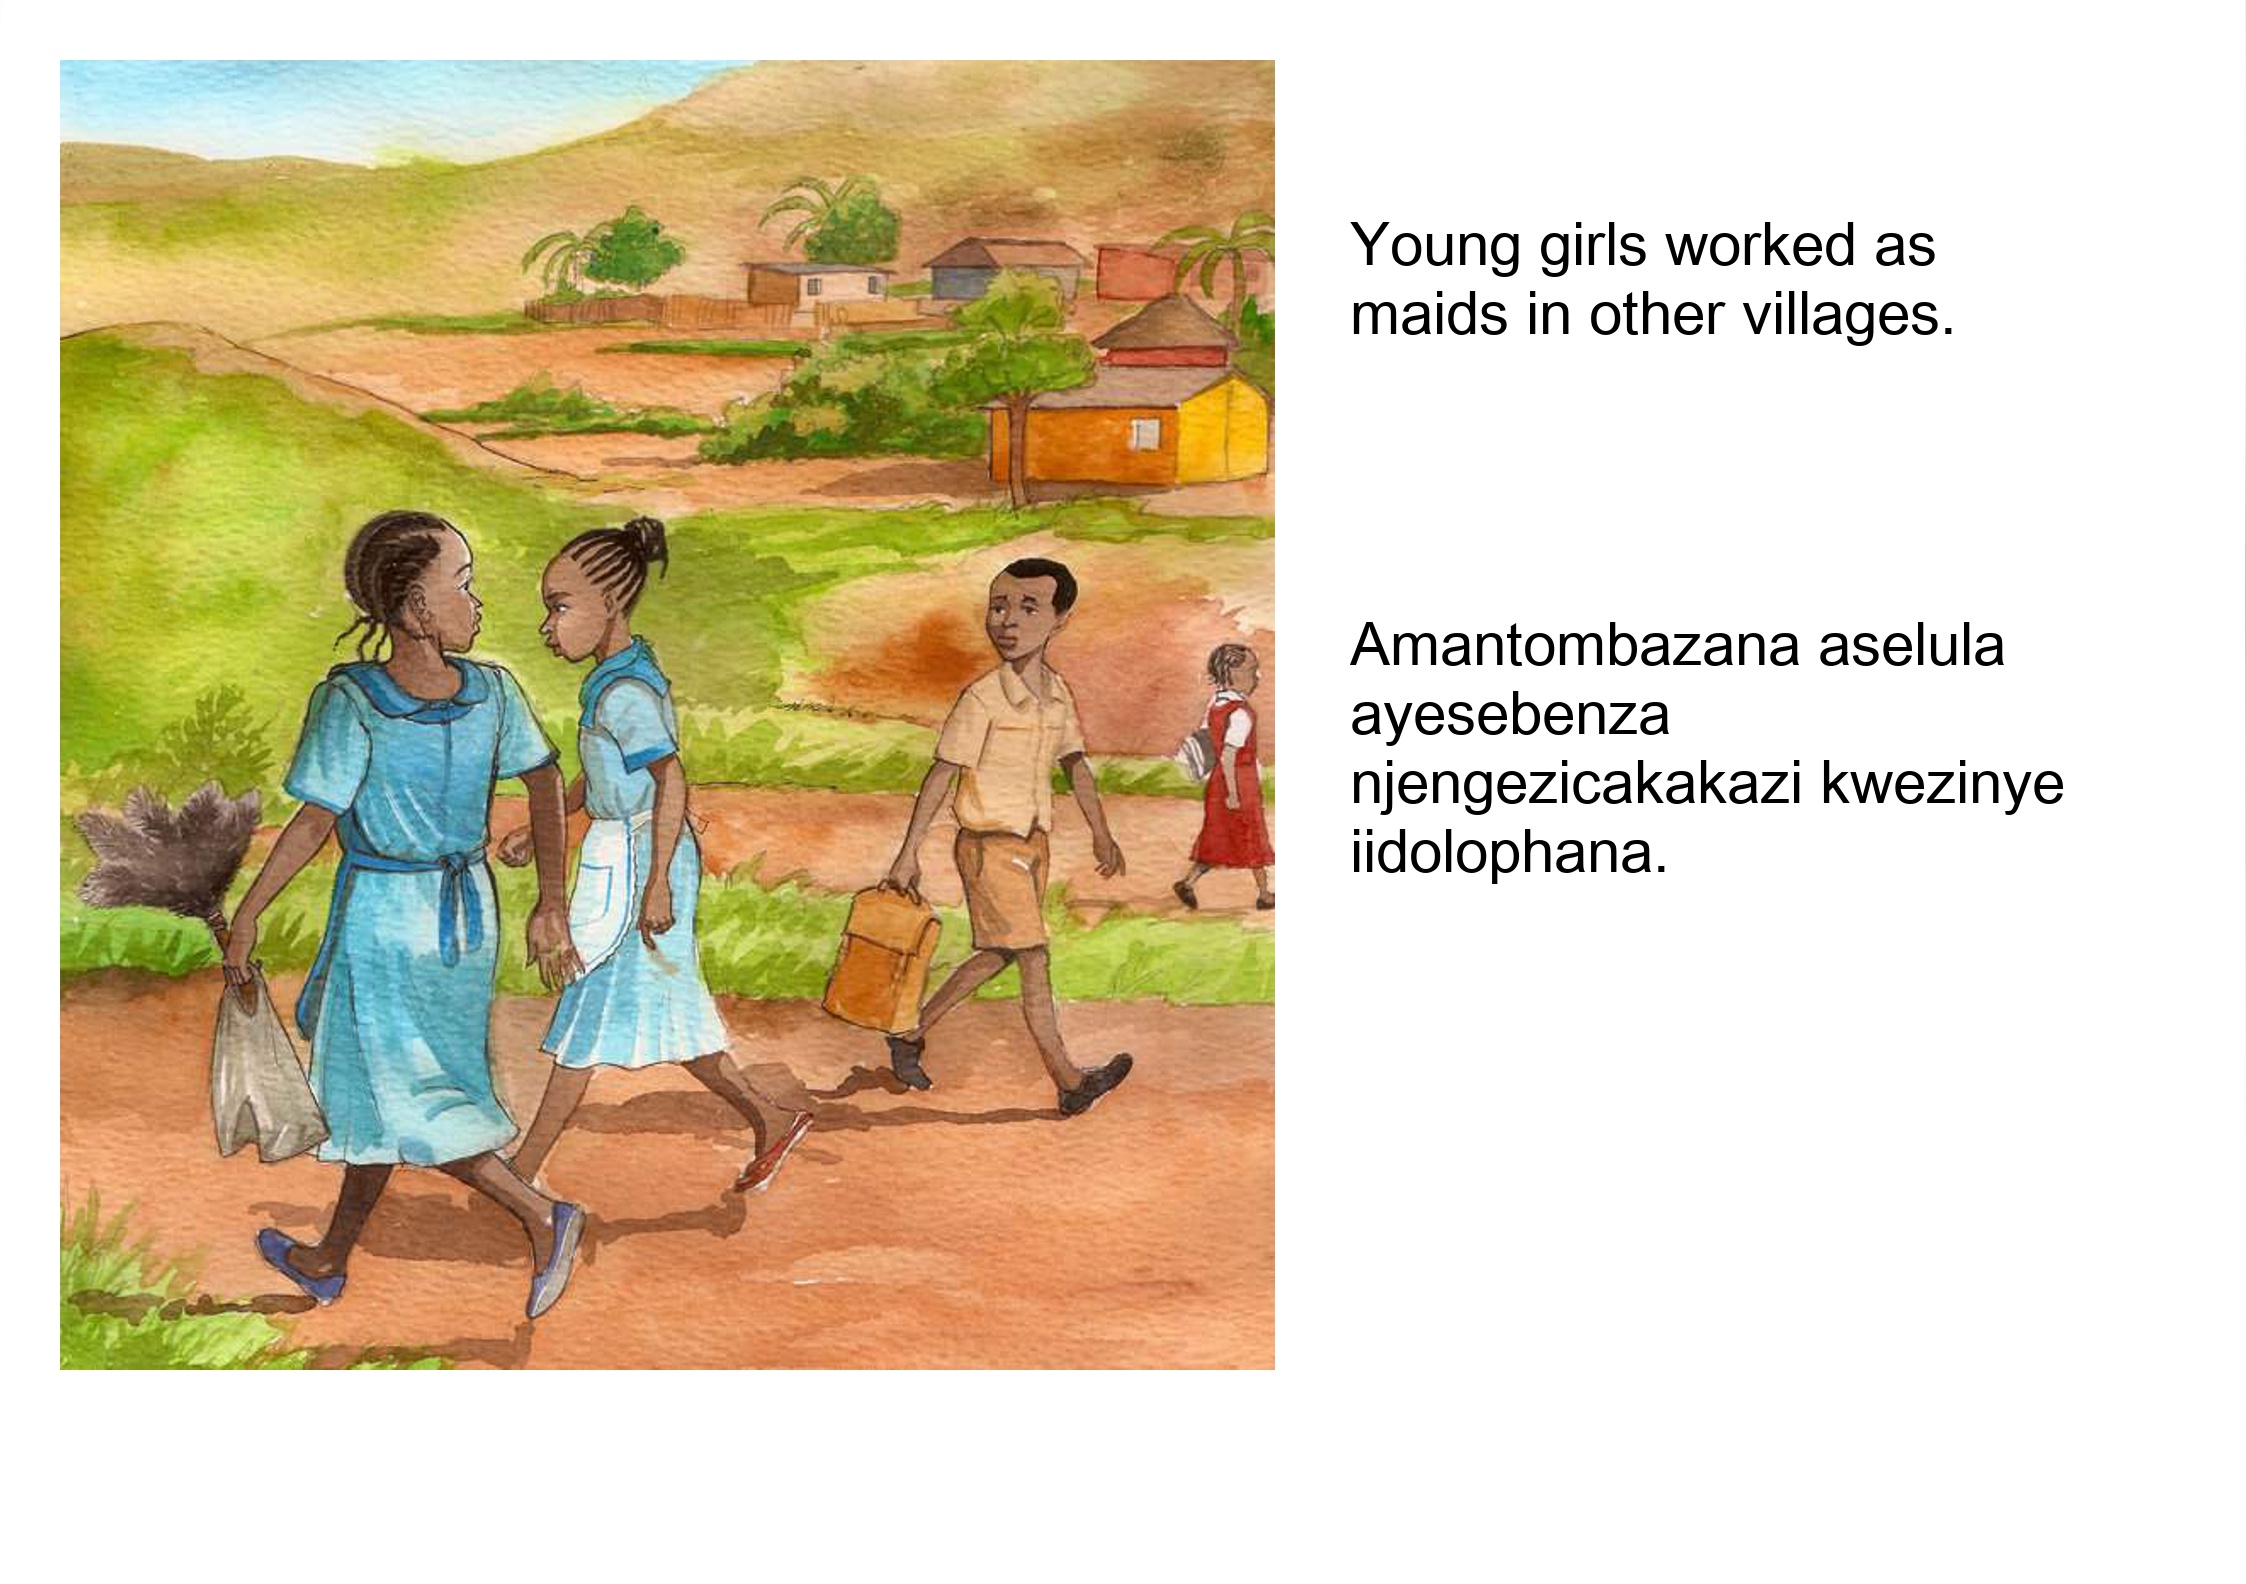 Young girls worked as
maids in other villages.
Amantombazana aselula
ayesebenza
njengezicakakazi kwezinye
iidolophana.